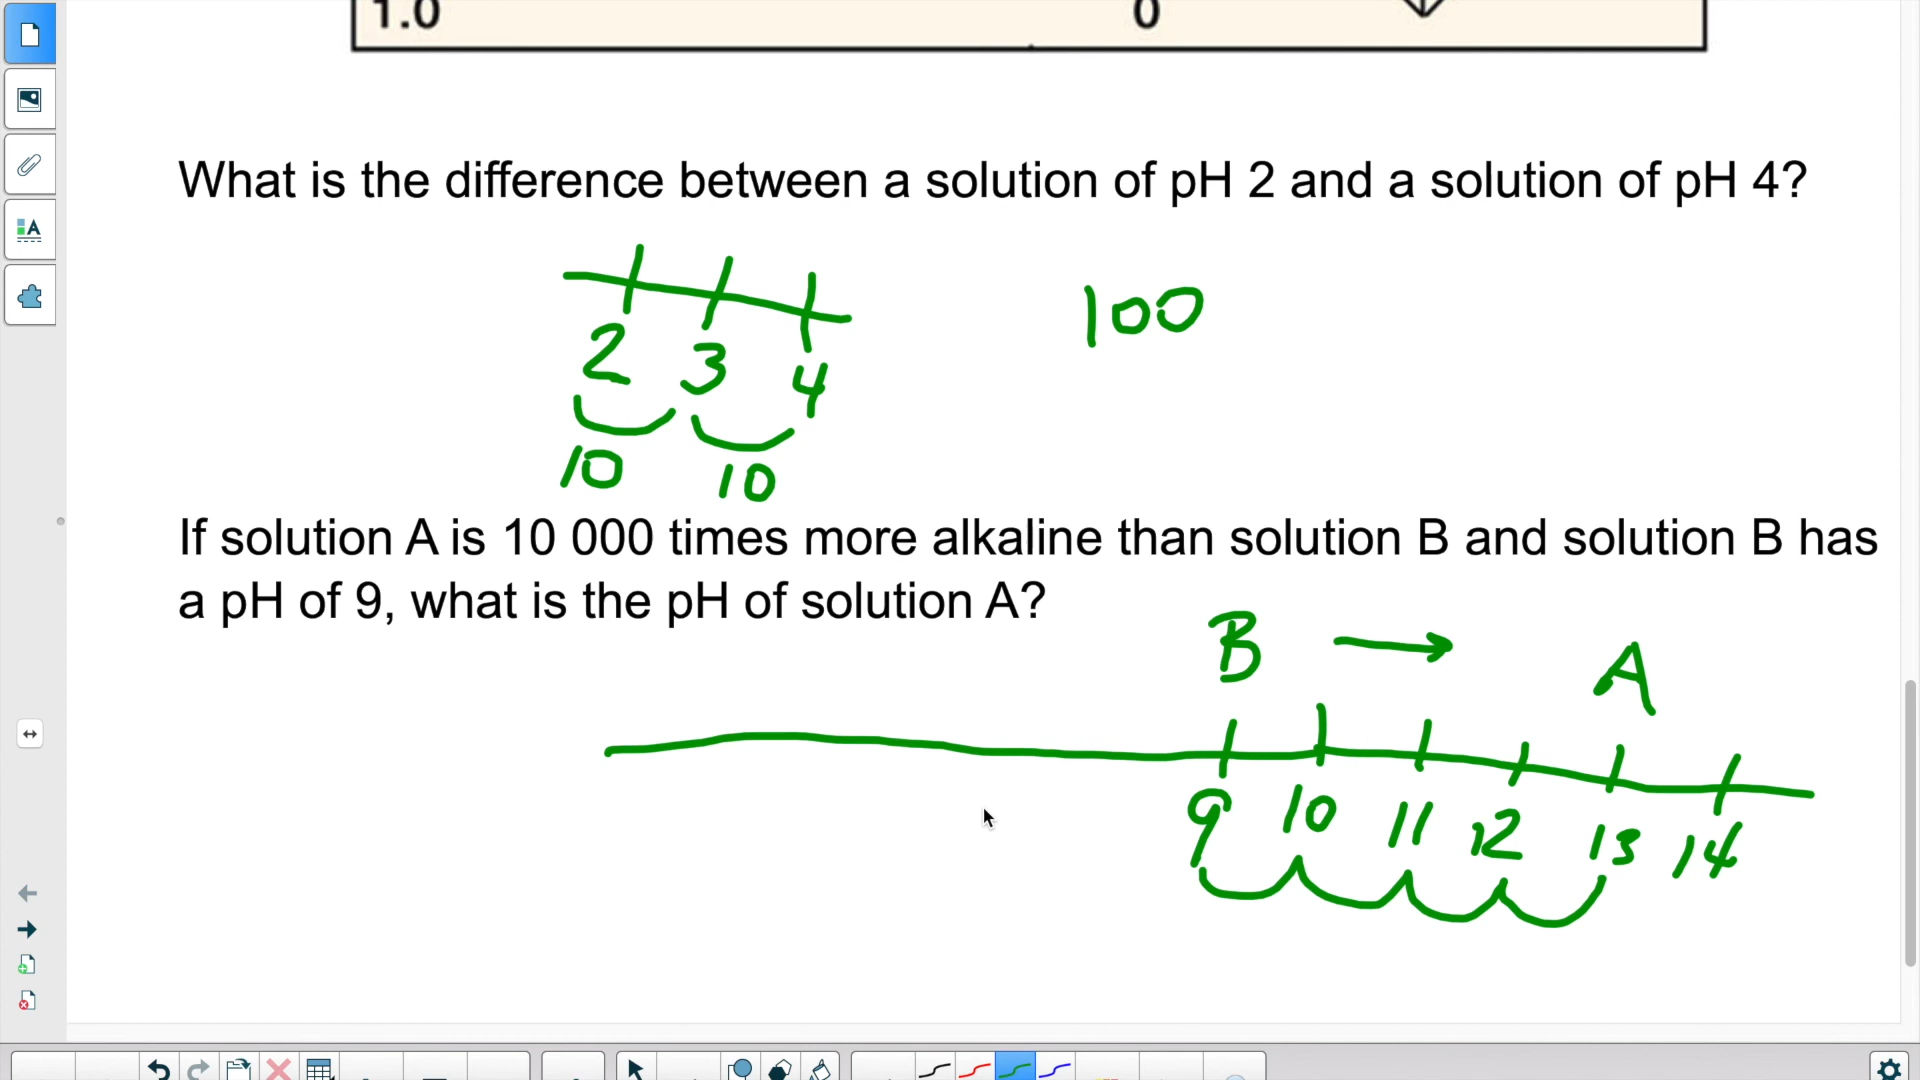 1.0 0
What is the difference between a solution of pH 2 and a solution of pH 4?
100
2 3 4
10 10
If solution A is 10 000 times more alkaline than solution B and solution B has
a pH of 9, what is the pH of solution A?
B A
9 10 11 12 13 14